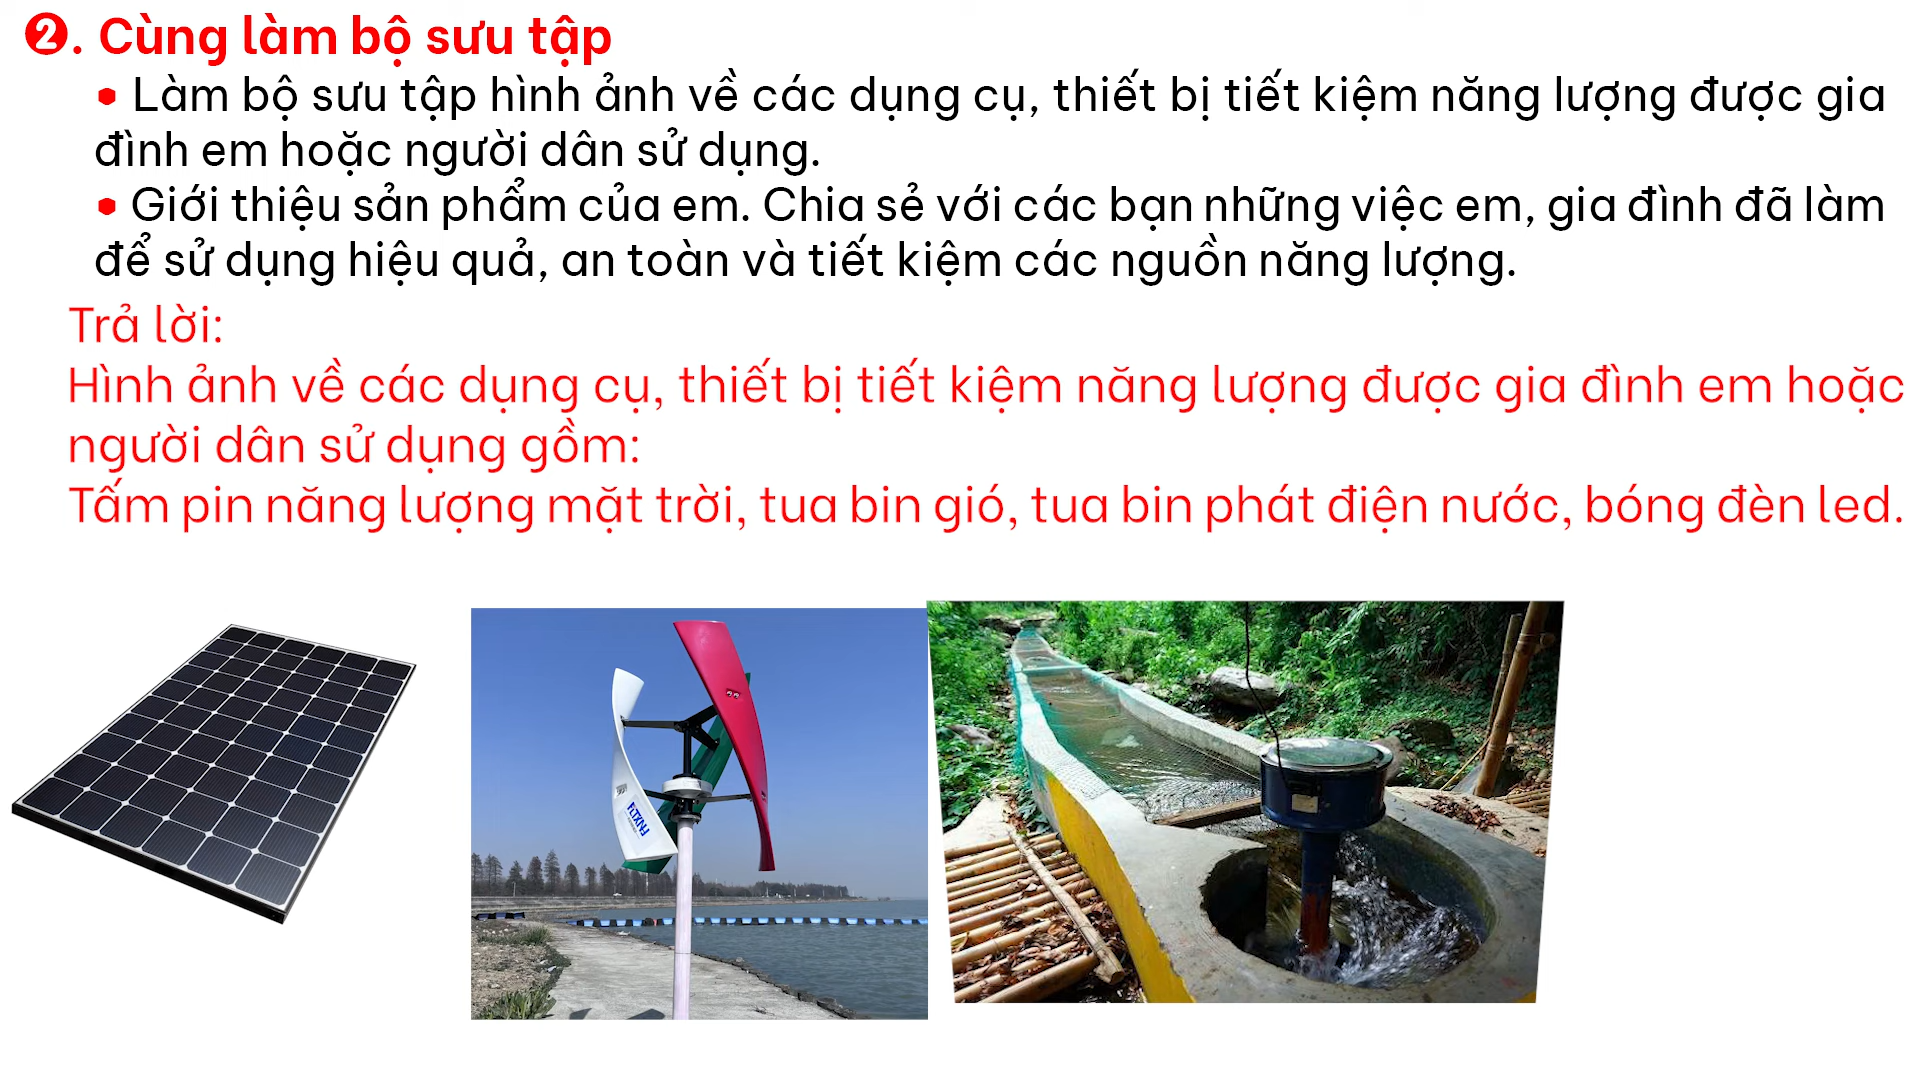 ❷. Cùng làm bộ sưu tập
• Làm bộ sưu tập hình ảnh về các dụng cụ, thiết bị tiết kiệm năng lượng được gia
đình em hoặc người dân sử dụng.
• Giới thiệu sản phẩm của em. Chia sẻ với các bạn những việc em, gia đình đã làm
để sử dụng hiệu quả, an toàn và tiết kiệm các nguồn năng lượng.
Trả lời:
Hình ảnh về các dụng cụ, thiết bị tiết kiệm năng lượng được gia đình em hoặc
người dân sử dụng gồm:
Tấm pin năng lượng mặt trời, tua bin gió, tua bin phát điện nước, bóng đèn led.